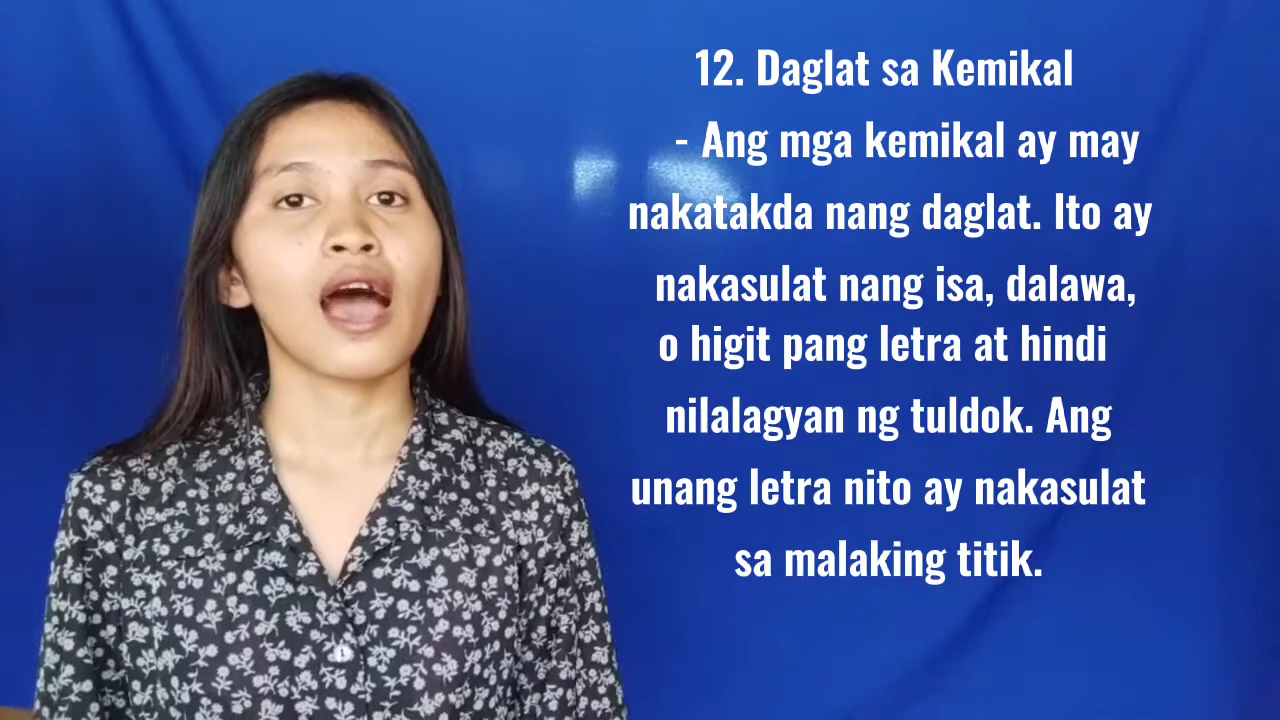 12. Daglat sa Kemikal
- Ang mga kemikal ay may
nakatakda nang daglat. Ito ay
nakasulat nang isa, dalawa,
o higit pang letra at hindi
nilalagyan ng tuldok. Ang
unang letra nito ay nakasulat
sa malaking titik.